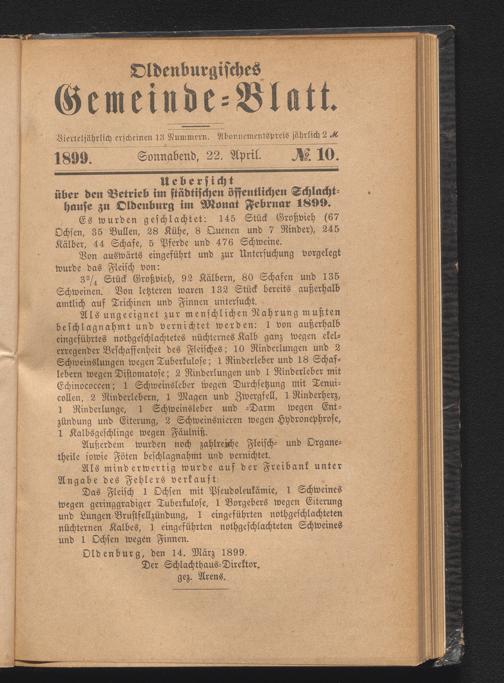 Oldenburgisches
Gemeinde-Blatt.
Vierteljährlich erscheinen 13 Nummern. Abonnementspreis jährlich 2 ℳ
1899. Sonnabend, 22. April. № 10.
Uebersicht
über den Betrieb im städtischen öffentlichen Schlacht-
hause zu Oldenburg im Monat Februar 1899.
Es wurden geschlachtet: 145 Stück Großvieh (67
Ochsen, 35 Bullen, 28 Kühe, 8 Quenen und 7 Rinder), 245
Kälber, 44 Schafe, 5 Pferde und 476 Schweine.
Von auswärts eingeführt und zur Untersuchung vorgelegt
wurde das Fleisch von:
3¾ Stück Großvieh, 92 Kälbern, 80 Schafen und 135
Schweinen. Von letzteren waren 132 Stück bereits außerhalb
amtlich auf Trichinen und Finnen untersucht.
Als ungeeignet zur menschlichen Nahrung mußten
beschlagnahmt und vernichtet werden: 1 von außerhalb
eingeführtes nothgeschlachtetes nüchternes Kalb ganz wegen ekel-
erregender Beschaffenheit des Fleisches; 10 Rinderlungen und 2
Schweinslungen wegen Tuberkulose; 1 Rinderleber und 18 Schaf-
lebern wegen Distomatose; 2 Rinderlungen und 1 Rinderleber mit
Echinococcen; 1 Schweinsleber wegen Durchsetzung mit Tenui-
collen, 2 Rinderlebern, 1 Magen und Zwergfell, 1 Rinderherz,
1 Rinderlunge, 1 Schweinsleber und -Darm wegen Ent-
zündung und Eiterung, 2 Schweinsnieren wegen Hydronephrose,
1 Kalbsgeschlinge wegen Fäulniß.
Außerdem wurden noch zahlreiche Fleisch- und Organe-
theile sowie Föten beschlagnahmt und vernichtet.
Als minderwertig wurde auf der Freibank unter
Angabe des Fehlers verkauft:
Das Fleisch 1 Ochsen mit Pseudoleukämie, 1 Schweines
wegen geringgradiger Tuberkulose, 1 Borgebers wegen Eiterung
und Lungen-Brustfellzündung, 1 eingeführten nothgeschlachteten
nüchternen Kalbes, 1 eingeführten nothgeschlachteten Schweines
und 1 Ochsen wegen Finnen.
Oldenburg, den 14. März 1899.
Der Schlachthaus-Direktor.
gez. Arens.